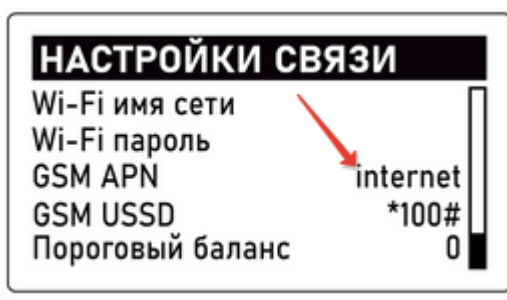 НАСТРОЙКИ СВЯЗИ
Wi-Fi имя сети
Wi-Fi пароль
GSM APN internet
GSM USSD *100#
Пороговый баланс 0